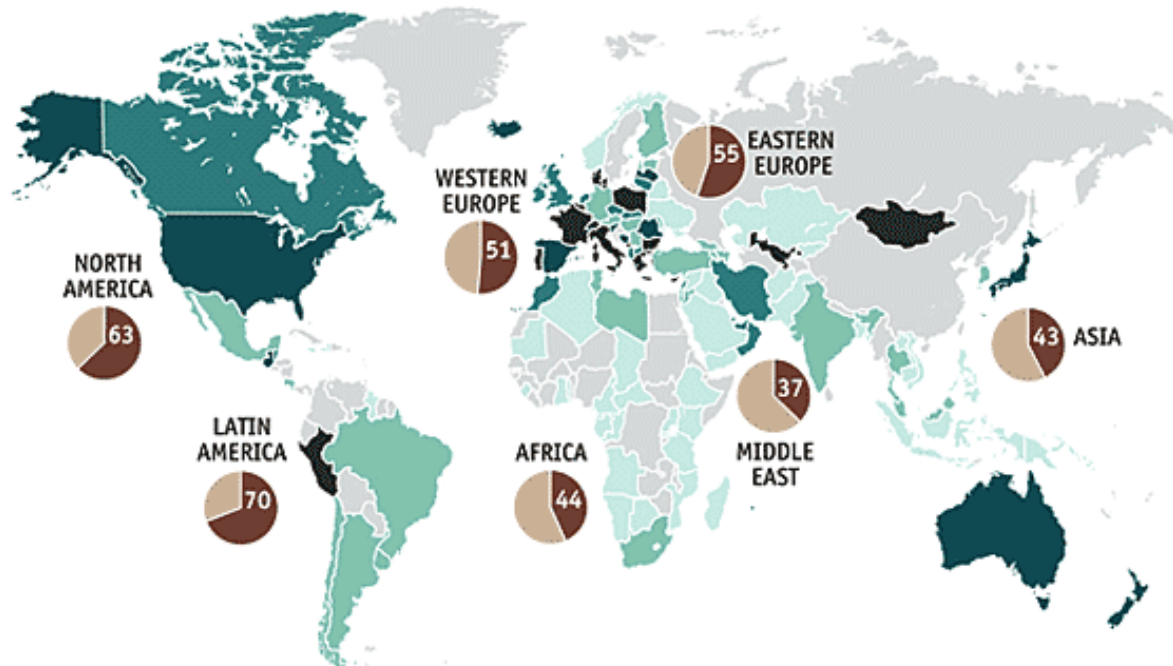 EASTERN
EUROPE
55
WESTERN
EUROPE
51
NORTH
AMERICA
63
43
ASIA
37
MIDDLE
EAST
LATIN
AMERICA
70
AFRICA
44